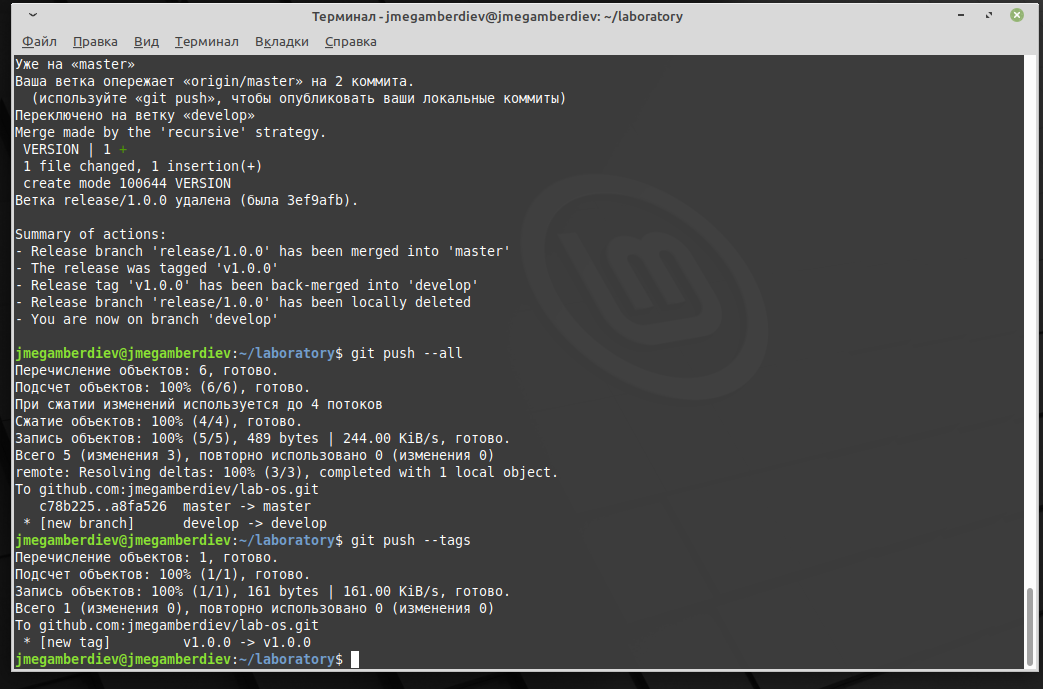 Терминал - jmegamberdiev@jmegamberdiev: ~/laboratory
Файл Правка Вид Терминал Вкладки Справка
Уже на «master»
Ваша ветка опережает «origin/master» на 2 коммита.
  (используйте «git push», чтобы опубликовать ваши локальные коммиты)
Переключено на ветку «develop»
Merge made by the 'recursive' strategy.
 VERSION | 1 +
 1 file changed, 1 insertion(+)
 create mode 100644 VERSION
Ветка release/1.0.0 удалена (была 3ef9afb).
Summary of actions:
- Release branch 'release/1.0.0' has been merged into 'master'
- The release was tagged 'v1.0.0'
- Release tag 'v1.0.0' has been back-merged into 'develop'
- Release branch 'release/1.0.0' has been locally deleted
- You are now on branch 'develop'
jmegamberdiev@jmegamberdiev:~/laboratory$ git push --all
Перечисление объектов: 6, готово.
Подсчет объектов: 100% (6/6), готово.
При сжатии изменений используется до 4 потоков
Сжатие объектов: 100% (4/4), готово.
Запись объектов: 100% (5/5), 489 bytes | 244.00 KiB/s, готово.
Всего 5 (изменения 3), повторно использовано 0 (изменения 0)
remote: Resolving deltas: 100% (3/3), completed with 1 local object.
To github.com:jmegamberdiev/lab-os.git
   c78b225..a8fa526  master -> master
 * [new branch]      develop -> develop
jmegamberdiev@jmegamberdiev:~/laboratory$ git push --tags
Перечисление объектов: 1, готово.
Подсчет объектов: 100% (1/1), готово.
Запись объектов: 100% (1/1), 161 bytes | 161.00 KiB/s, готово.
Всего 1 (изменения 0), повторно использовано 0 (изменения 0)
To github.com:jmegamberdiev/lab-os.git
 * [new tag]         v1.0.0 -> v1.0.0
jmegamberdiev@jmegamberdiev:~/laboratory$